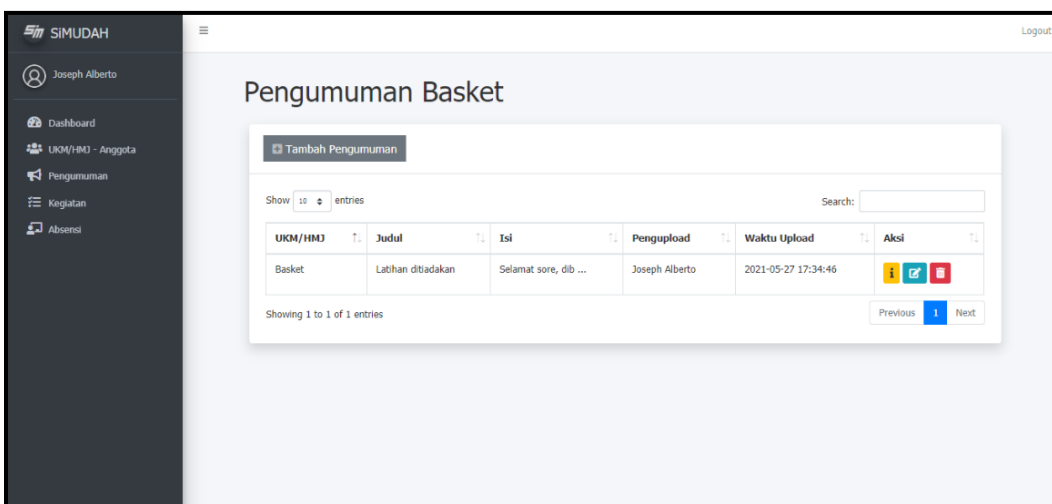 Sim SiMUDAH
Logout
Joseph Alberto
Dashboard
UKM/HMJ - Anggota
Pengumuman
Kegiatan
Absensi
Pengumuman Basket
Tambah Pengumuman
Show 10 entries
Search:
UKM/HMJ Judul Isi Pengupload Waktu Upload Aksi
Basket Latihan ditiadakan Selamat sore, dib ... Joseph Alberto 2021-05-27 17:34:46
Showing 1 to 1 of 1 entries
Previous 1 Next